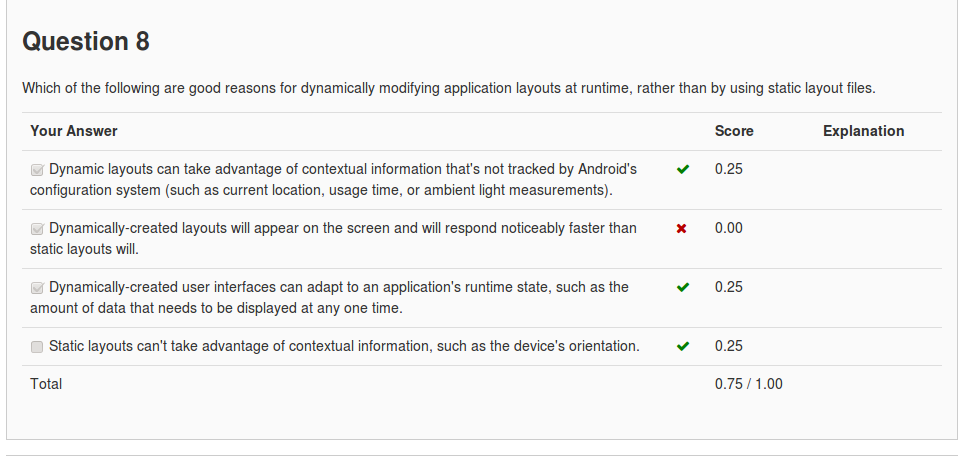 Question 8
Which of the following are good reasons for dynamically modifying application layouts at runtime, rather than by using static layout files.
Your Answer Score Explanation
Dynamic layouts can take advantage of contextual information that's not tracked by Android's 0.25
configuration system (such as current location, usage time, or ambient light measurements).
Dynamically-created layouts will appear on the screen and will respond noticeably faster than 0.00
static layouts will.
Dynamically-created user interfaces can adapt to an application's runtime state, such as the 0.25
amount of data that needs to be displayed at any one time.
Static layouts can't take advantage of contextual information, such as the device's orientation. 0.25
Total 0.75 / 1.00